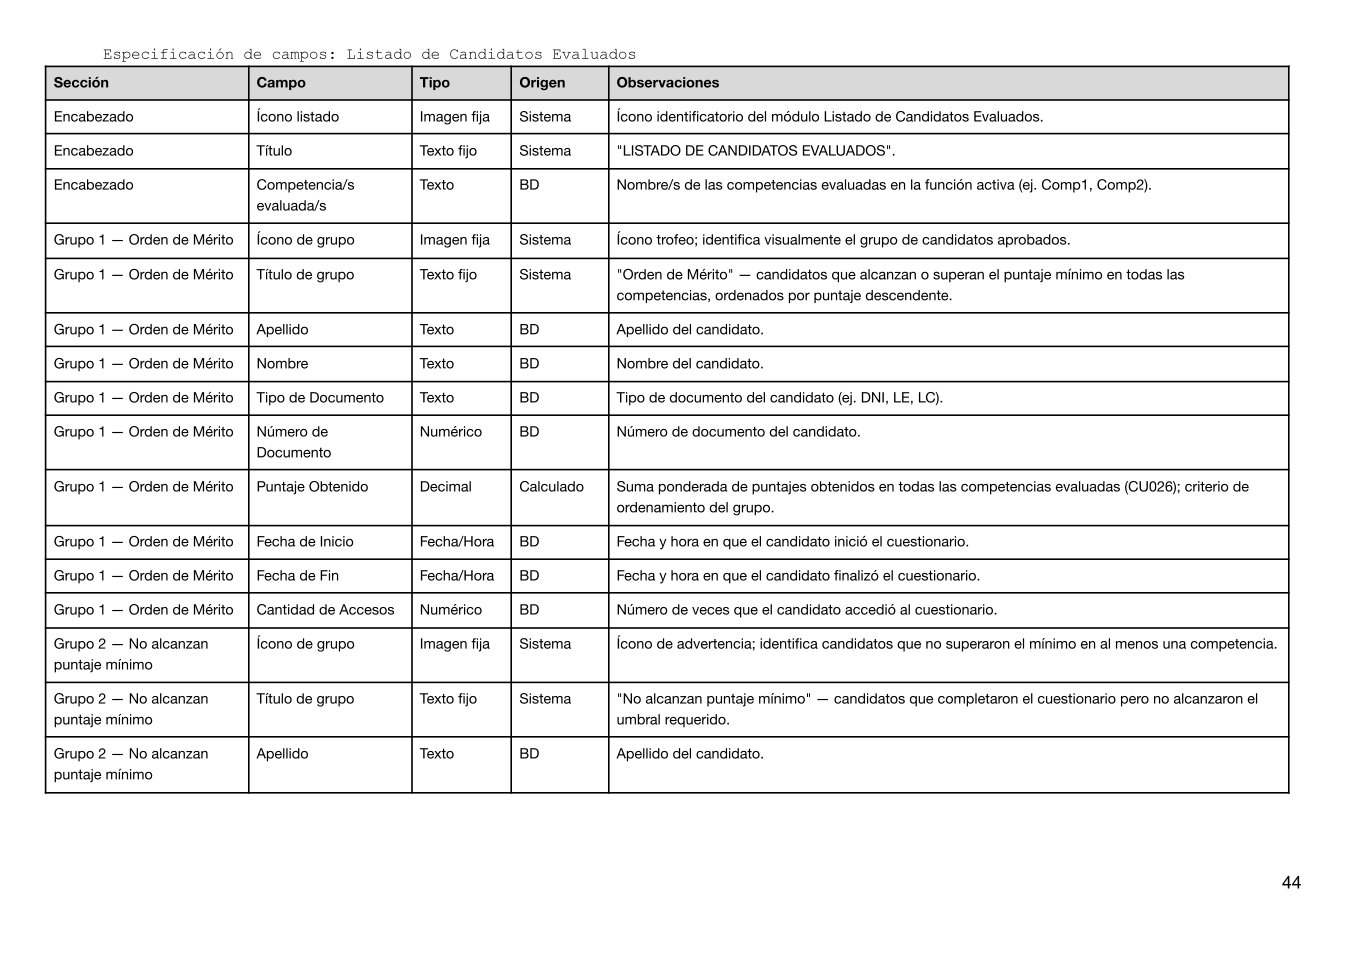 Especificación de campos: Listado de Candidatos Evaluados
Sección Campo Tipo Origen Observaciones
Encabezado Ícono listado Imagen fija Sistema Ícono identificatorio del módulo Listado de Candidatos Evaluados.
Encabezado Título Texto fijo Sistema "LISTADO DE CANDIDATOS EVALUADOS".
Encabezado Competencia/s Texto BD Nombre/s de las competencias evaluadas en la función activa (ej. Comp1, Comp2).
evaluada/s
Grupo 1 — Orden de Mérito Ícono de grupo Imagen fija Sistema Ícono trofeo; identifica visualmente el grupo de candidatos aprobados.
Grupo 1 — Orden de Mérito Título de grupo Texto fijo Sistema "Orden de Mérito" — candidatos que alcanzan o superan el puntaje mínimo en todas las
competencias, ordenados por puntaje descendente.
Grupo 1 — Orden de Mérito Apellido Texto BD Apellido del candidato.
Grupo 1 — Orden de Mérito Nombre Texto BD Nombre del candidato.
Grupo 1 — Orden de Mérito Tipo de Documento Texto BD Tipo de documento del candidato (ej. DNI, LE, LC).
Grupo 1 — Orden de Mérito Número de Numérico BD Número de documento del candidato.
Documento
Grupo 1 — Orden de Mérito Puntaje Obtenido Decimal Calculado Suma ponderada de puntajes obtenidos en todas las competencias evaluadas (CU026); criterio de
ordenamiento del grupo.
Grupo 1 — Orden de Mérito Fecha de Inicio Fecha/Hora BD Fecha y hora en que el candidato inició el cuestionario.
Grupo 1 — Orden de Mérito Fecha de Fin Fecha/Hora BD Fecha y hora en que el candidato finalizó el cuestionario.
Grupo 1 — Orden de Mérito Cantidad de Accesos Numérico BD Número de veces que el candidato accedió al cuestionario.
Grupo 2 — No alcanzan Ícono de grupo Imagen fija Sistema Ícono de advertencia; identifica candidatos que no superaron el mínimo en al menos una competencia.
puntaje mínimo
Grupo 2 — No alcanzan Título de grupo Texto fijo Sistema "No alcanzan puntaje mínimo" — candidatos que completaron el cuestionario pero no alcanzaron el
puntaje mínimo umbral requerido.
Grupo 2 — No alcanzan Apellido Texto BD Apellido del candidato.
puntaje mínimo
44